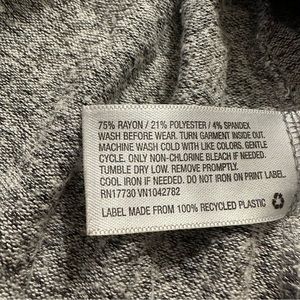 75% RAYON / 21% POLYESTER / 4% SPANDEX
WASH BEFORE WEAR. TURN GARMENT INSIDE OUT.
MACHINE WASH COLD WITH LIKE COLORS. GENTLE
CYCLE. ONLY NON-CHLORINE BLEACH IF NEEDED.
TUMBLE DRY LOW. REMOVE PROMPTLY.
COOL IRON IF NEEDED. DO NOT IRON ON PRINT LABEL.
RN17730 VN1042782
LABEL MADE FROM 100% RECYCLED PLASTIC